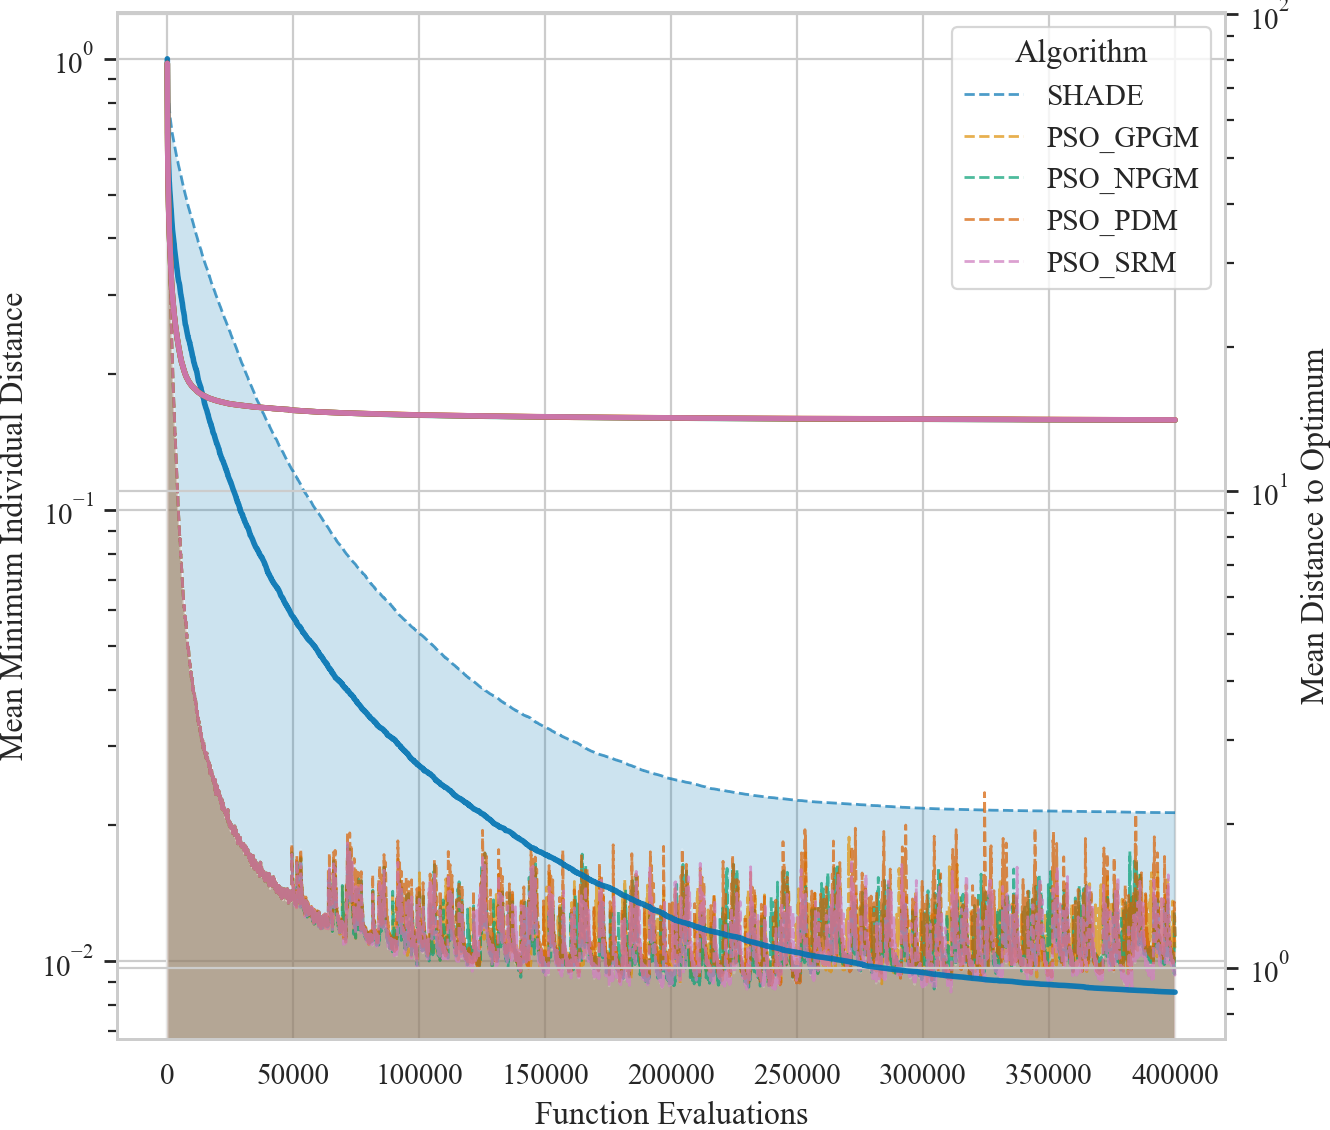 Algorithm
SHADE
PSO_GPGM
PSO_NPGM
PSO_PDM
PSO_SRM
Mean Minimum Individual Distance
10⁰
10⁻¹
10⁻²
10²
10¹
10⁰
Mean Distance to Optimum
0 50000 100000 150000 200000 250000 300000 350000 400000
Function Evaluations